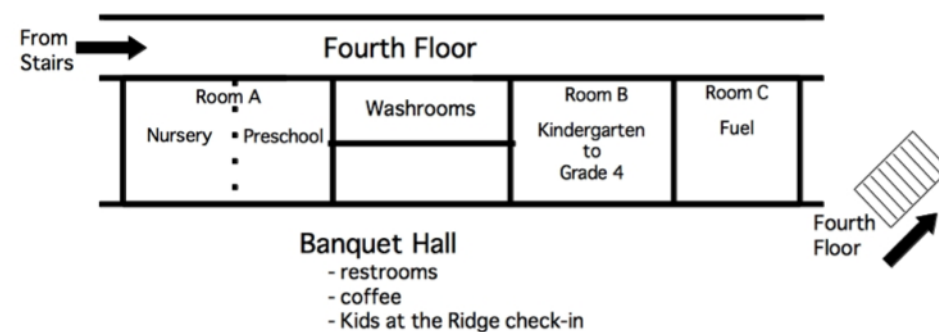 From
Stairs
Fourth Floor
Room A
Nursery
Preschool
Washrooms
Room B
Kindergarten
to
Grade 4
Room C
Fuel
Fourth
Floor
Banquet Hall
- restrooms
- coffee
- Kids at the Ridge check-in